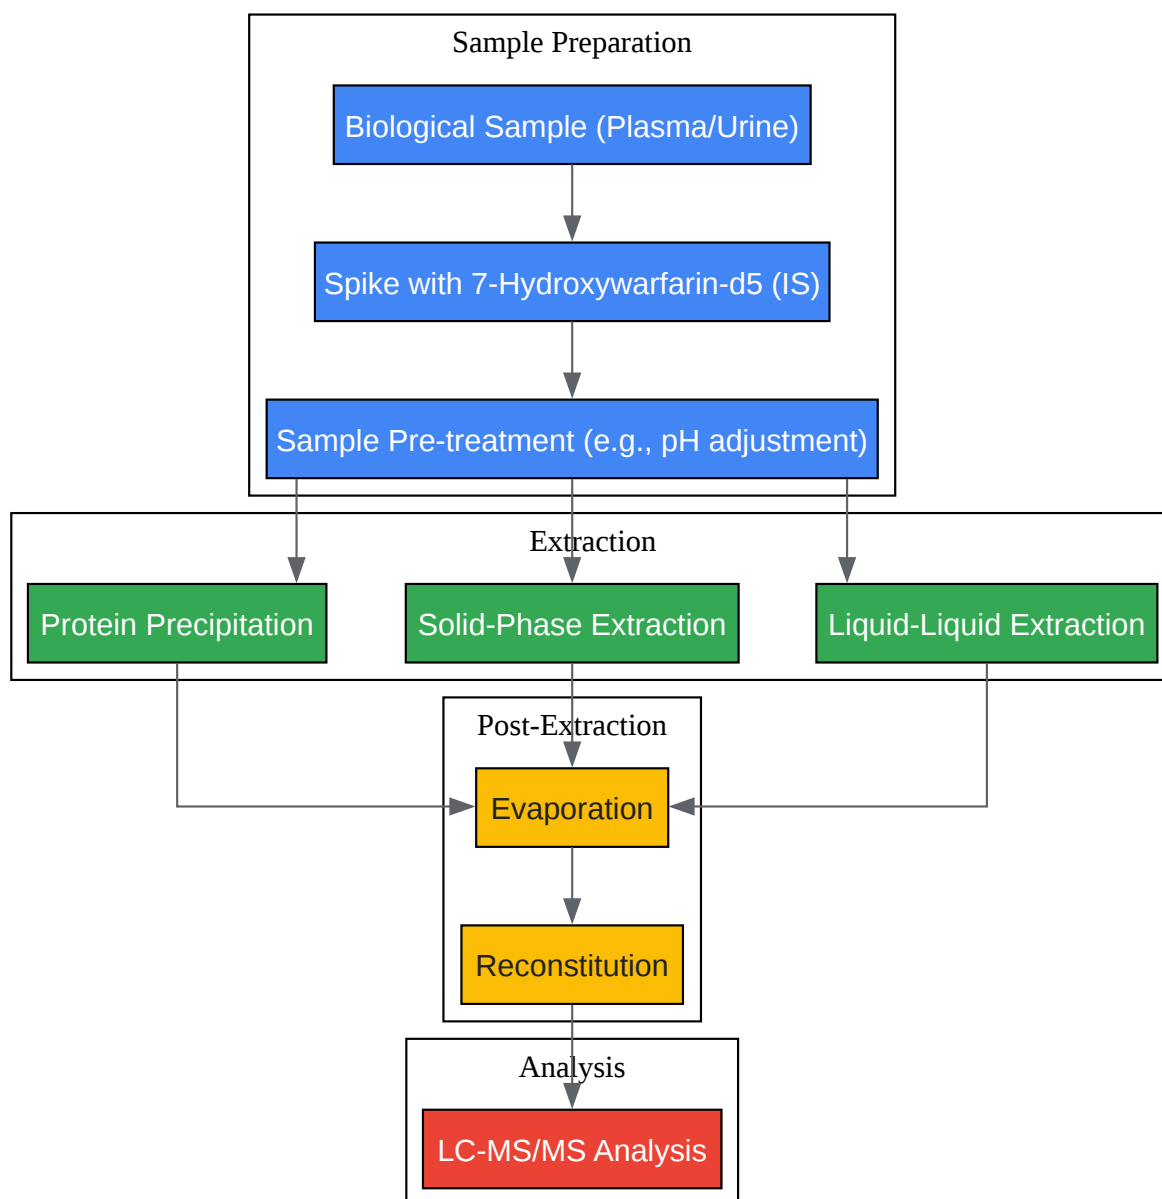 Sample Preparation
Biological Sample (Plasma/Urine)
Spike with 7-Hydroxywarfarin-d5 (IS)
Sample Pre-treatment (e.g., pH adjustment)
Extraction
Protein Precipitation
Solid-Phase Extraction
Liquid-Liquid Extraction
Post-Extraction
Evaporation
Reconstitution
Analysis
LC-MS/MS Analysis